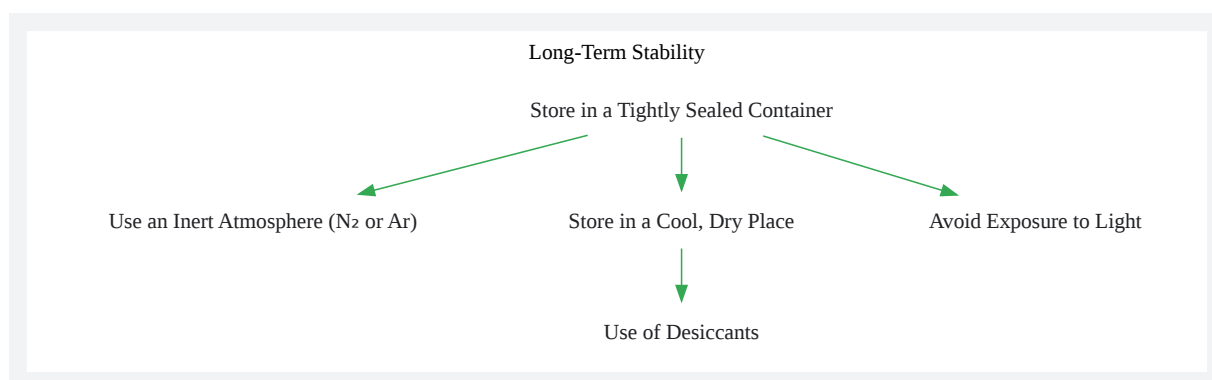 Long-Term Stability
Store in a Tightly Sealed Container
Use an Inert Atmosphere (N₂ or Ar)
Store in a Cool, Dry Place
Avoid Exposure to Light
Use of Desiccants